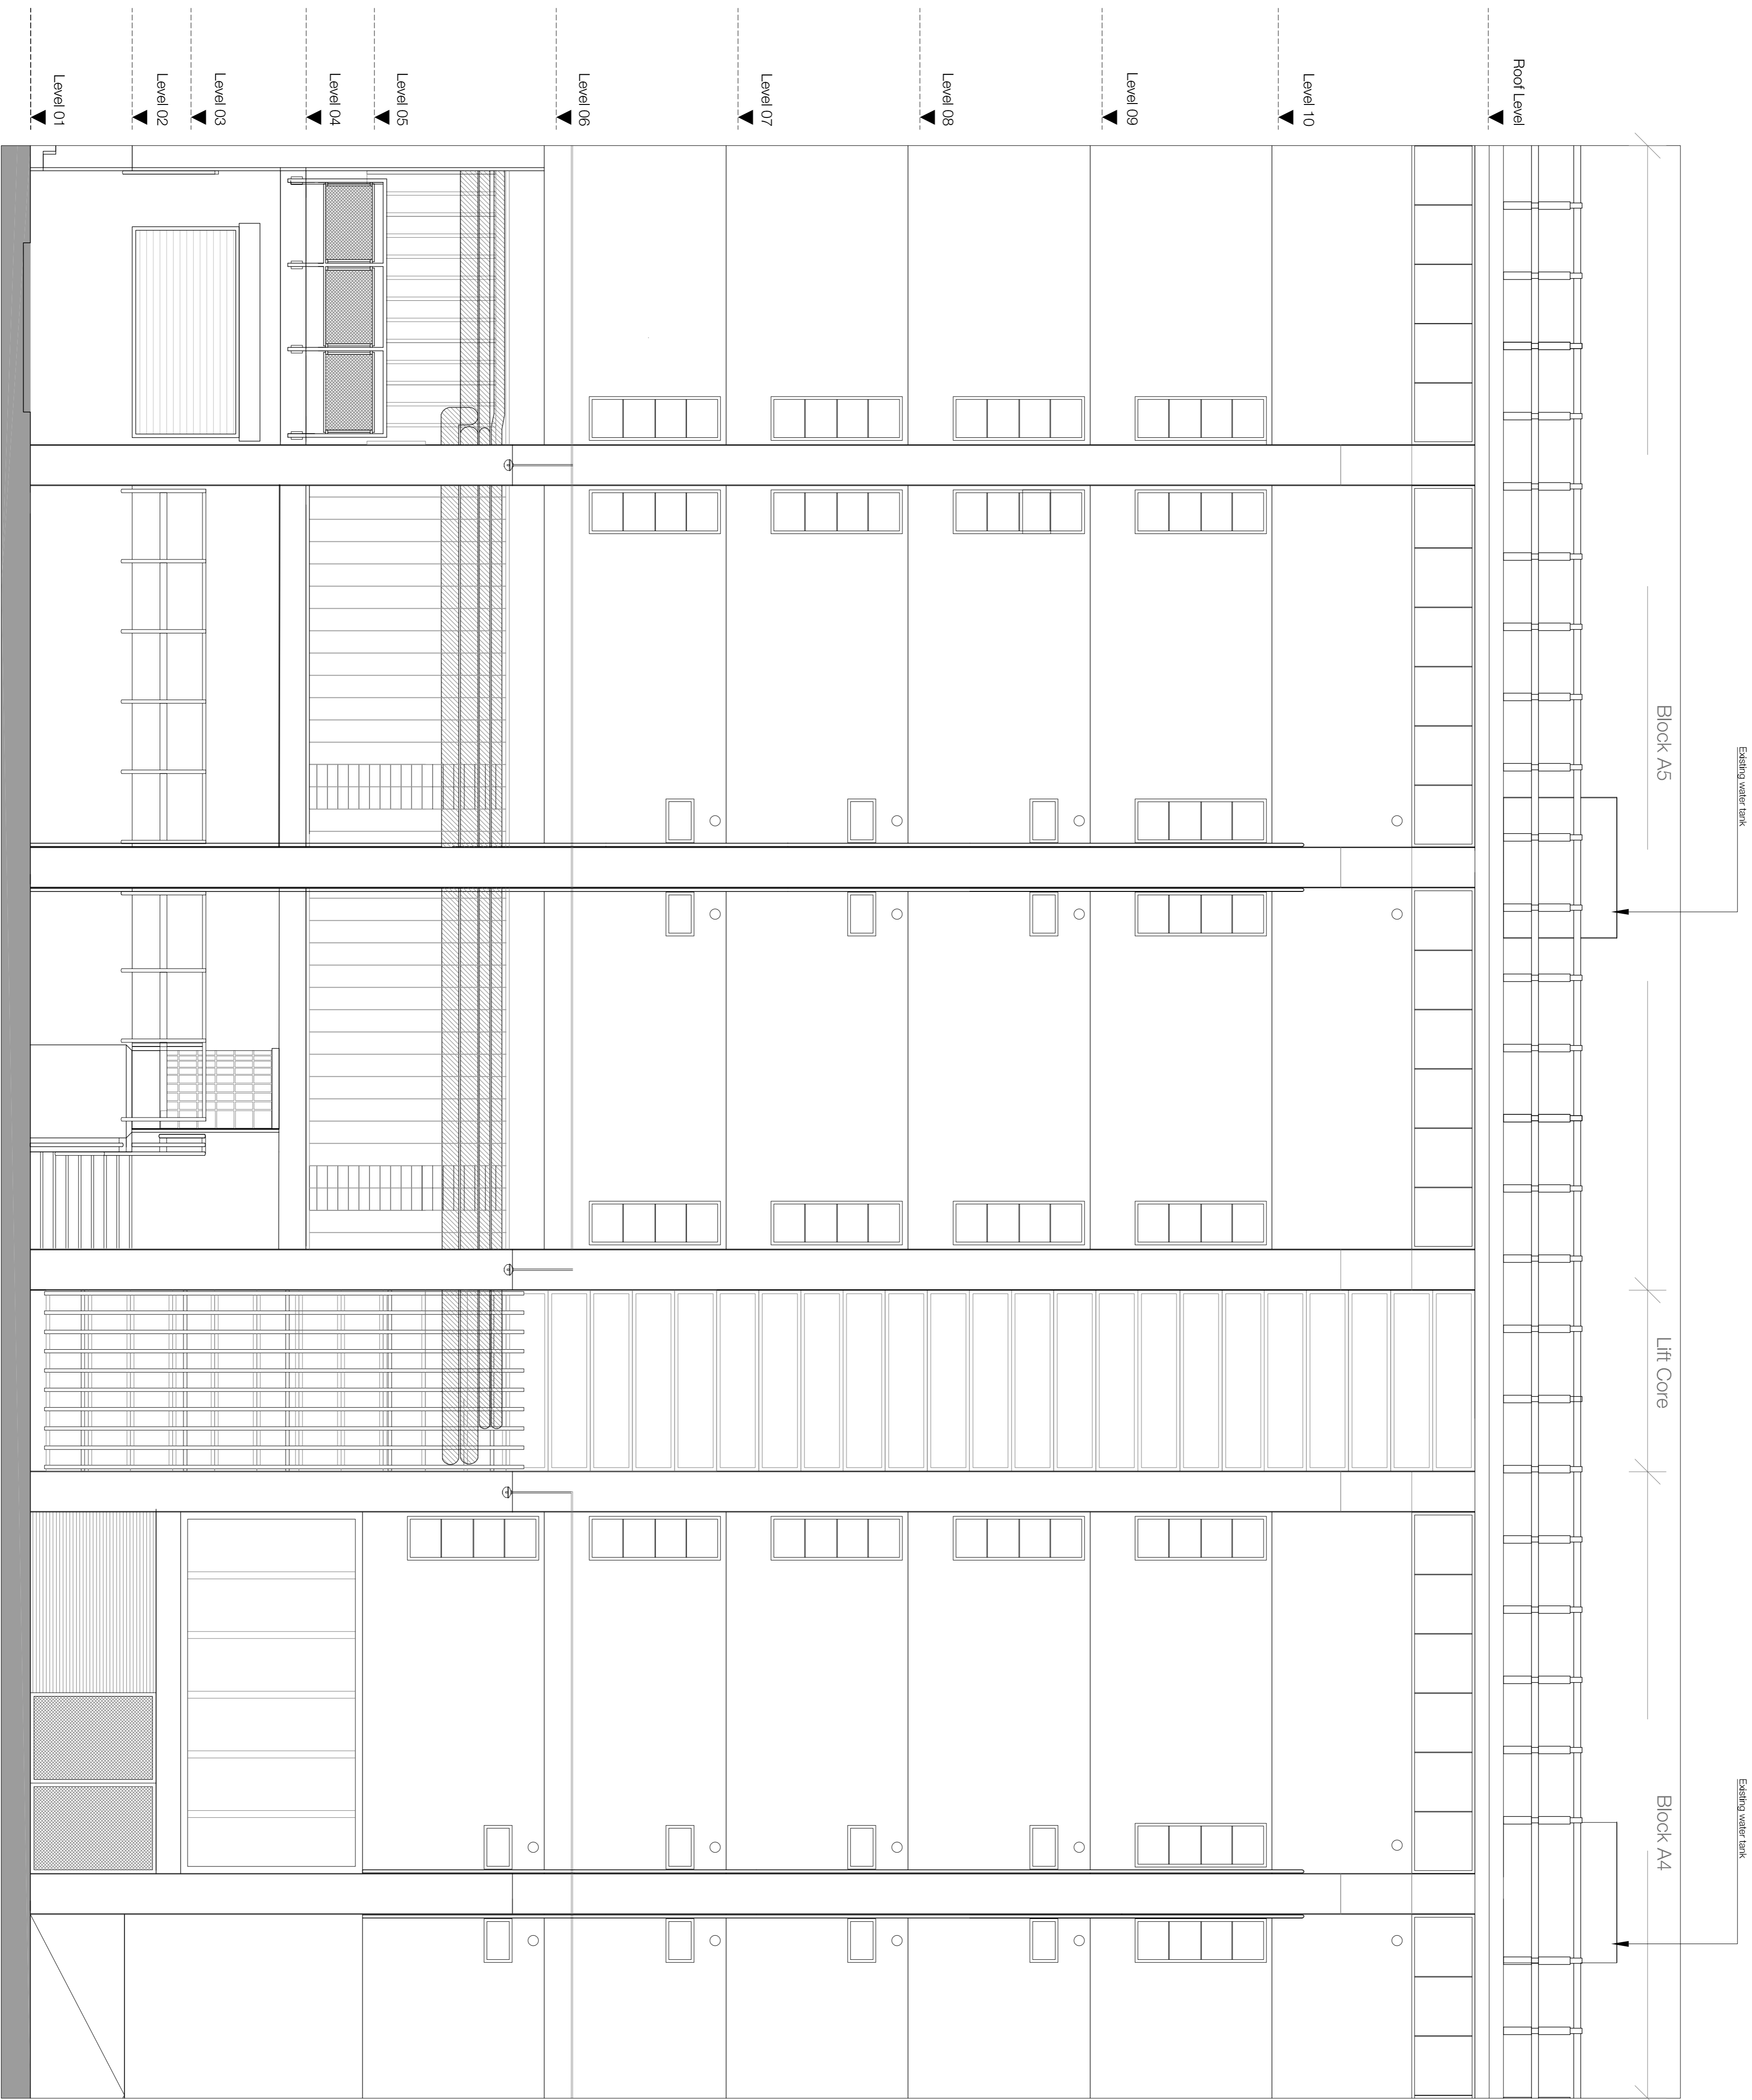 Existing water tank
Existing water tank
Block A5
Lift Core
Block A4
Roof Level
Level 10
Level 09
Level 08
Level 07
Level 06
Level 05
Level 04
Level 03
Level 02
Level 01